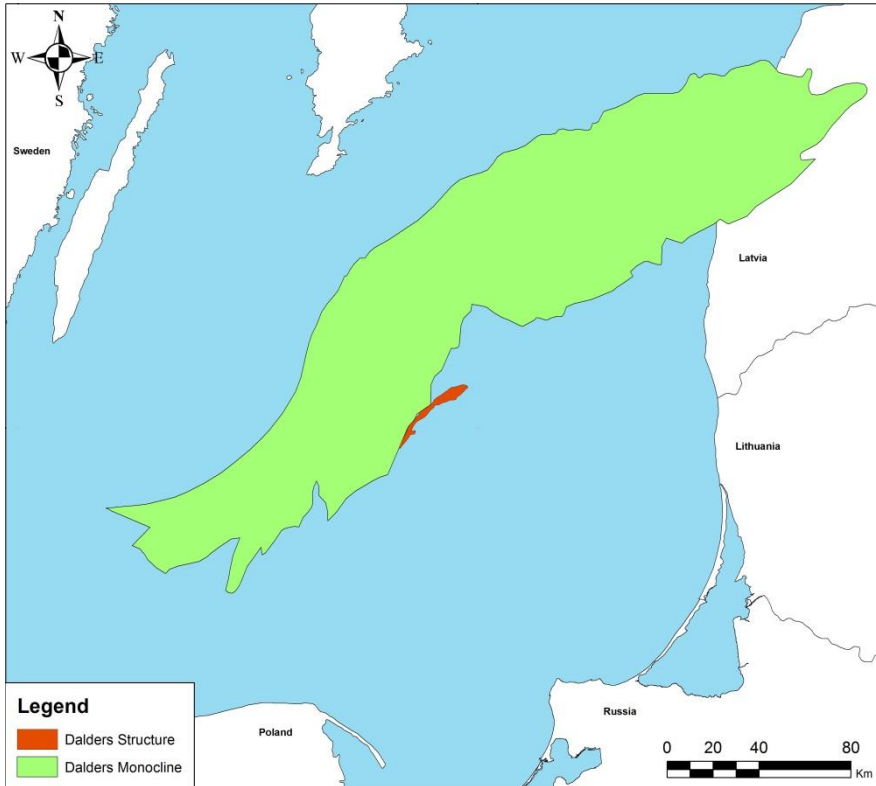 N
W E
S
Sweden
Latvia
Lithuania
Russia
Poland
Legend
Dalders Structure
Dalders Monocline
0 20 40 80
Km